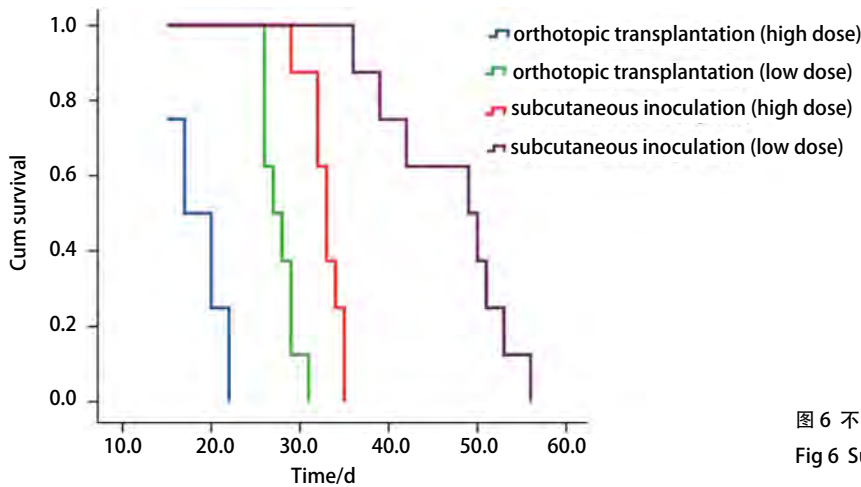 1.0
0.8
0.6
0.4
0.2
0.0
Cum survival
10.0 20.0 30.0 40.0 50.0 60.0
Time/d
orthotopic transplantation (high dose)
orthotopic transplantation (low dose)
subcutaneous inoculation (high dose)
subcutaneous inoculation (low dose)
图 6 不
Fig 6 Su